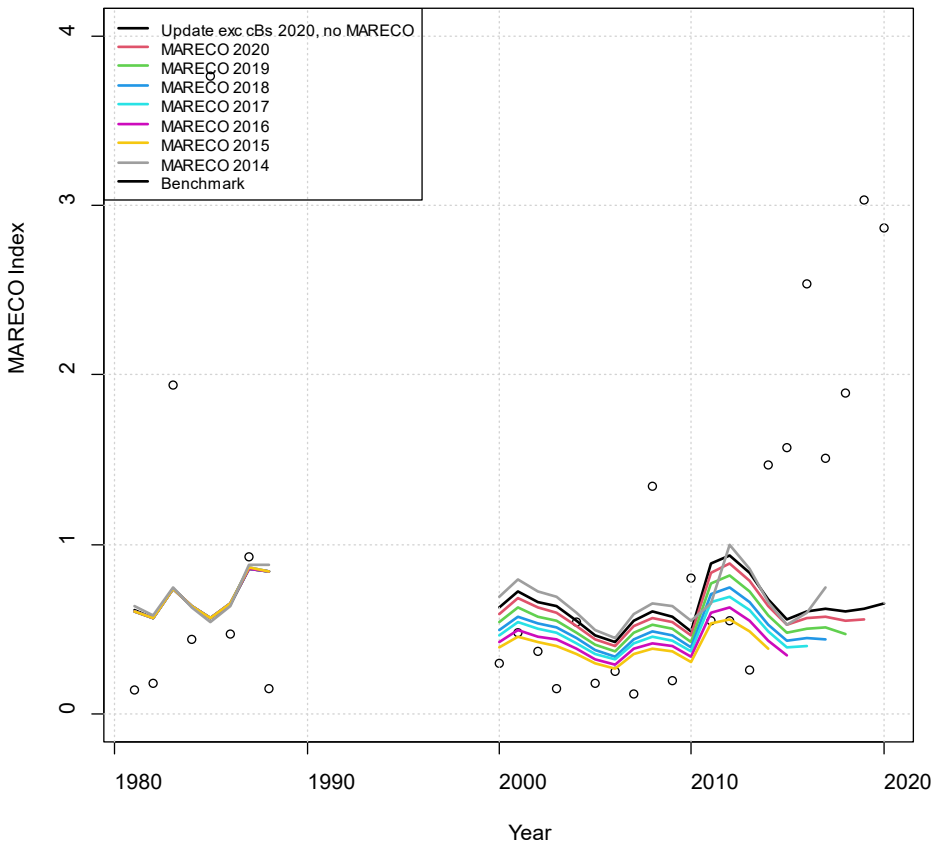 Update exc cBs 2020, no MARECO
MARECO 2020
MARECO 2019
MARECO 2018
MARECO 2017
MARECO 2016
MARECO 2015
MARECO 2014
Benchmark
MARECO Index
4
3
2
1
0
1980 1990 2000 2010 2020
Year